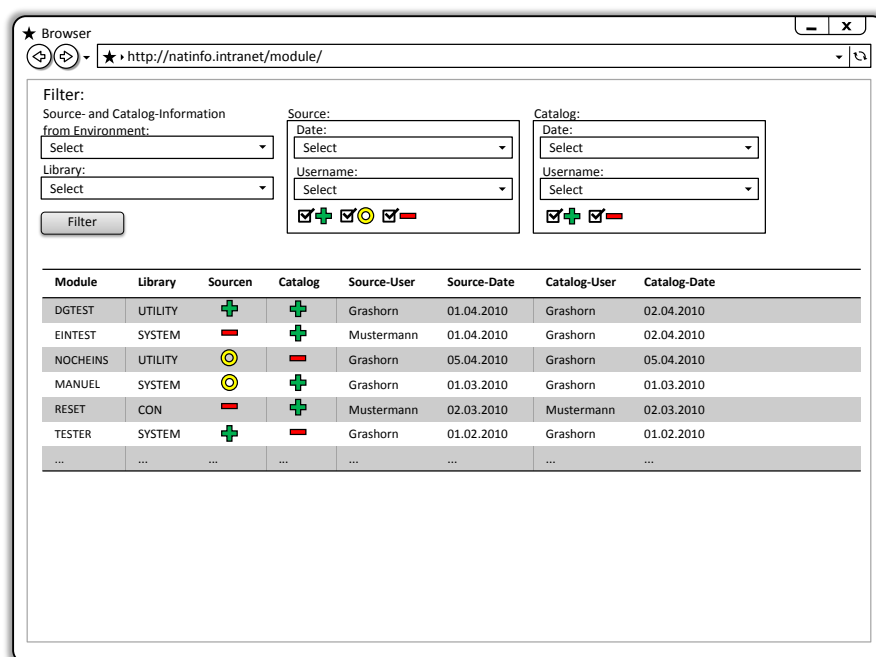 Browser
http://natinfo.intranet/module/
Filter:
Source- and Catalog-Information
from Environment:
Select
Library:
Select
Filter
Source:
Date:
Select
Username:
Select
Catalog:
Date:
Select
Username:
Select
Module Library Sourcen Catalog Source-User Source-Date Catalog-User Catalog-Date
DGTEST UTILITY Grashorn 01.04.2010 Grashorn 02.04.2010
EINTEST SYSTEM Mustermann 01.04.2010 Grashorn 02.04.2010
NOCHEINS UTILITY Grashorn 05.04.2010 Grashorn 05.04.2010
MANUEL SYSTEM Grashorn 01.03.2010 Grashorn 01.03.2010
RESET CON Mustermann 02.03.2010 Mustermann 02.03.2010
TESTER SYSTEM Grashorn 01.02.2010 Grashorn 01.02.2010
... ... ... ... ... ... ... ...